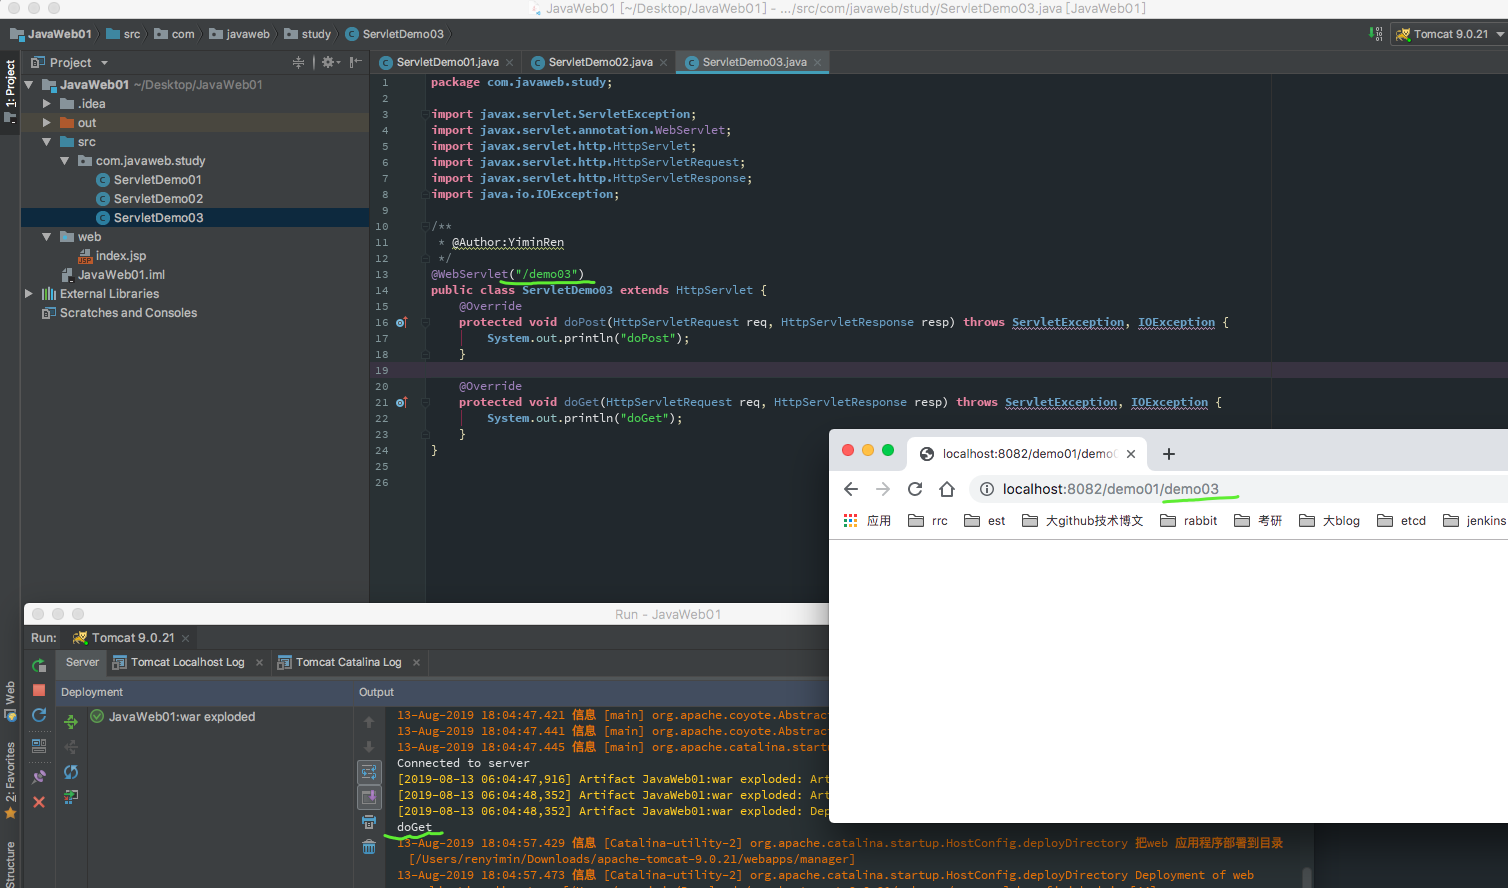 JavaWeb01 [~/Desktop/JavaWeb01] - .../src/com/javaweb/study/ServletDemo03.java [JavaWeb01]
JavaWeb01 src com javaweb study ServletDemo03
Tomcat 9.0.21
1: Project
Project
JavaWeb01 ~/Desktop/JavaWeb01
.idea
out
src
com.javaweb.study
ServletDemo01
ServletDemo02
ServletDemo03
web
index.jsp
JavaWeb01.iml
External Libraries
Scratches and Consoles
ServletDemo01.java ServletDemo02.java ServletDemo03.java
1 package com.javaweb.study;
2
3 import javax.servlet.ServletException;
4 import javax.servlet.annotation.WebServlet;
5 import javax.servlet.http.HttpServlet;
6 import javax.servlet.http.HttpServletRequest;
7 import javax.servlet.http.HttpServletResponse;
8 import java.io.IOException;
9
10 /**
11 * @Author:YiminRen
12 */
13 @WebServlet("/demo03")
14 public class ServletDemo03 extends HttpServlet {
15 @Override
16 protected void doPost(HttpServletRequest req, HttpServletResponse resp) throws ServletException, IOException {
17 System.out.println("doPost");
18 }
19
20 @Override
21 protected void doGet(HttpServletRequest req, HttpServletResponse resp) throws ServletException, IOException {
22 System.out.println("doGet");
23 }
24 }
25
26
localhost:8082/demo01/demo
localhost:8082/demo01/demo03
应用 rrc est 大github技术博文 rabbit 考研 大blog etcd jenkins
Run - JavaWeb01
Run: Tomcat 9.0.21
Server Tomcat Localhost Log Tomcat Catalina Log
Deployment Output
JavaWeb01:war exploded
13-Aug-2019 18:04:47.421 信息 [main] org.apache.coyote.Abstrac
13-Aug-2019 18:04:47.441 信息 [main] org.apache.coyote.Abstrac
13-Aug-2019 18:04:47.445 信息 [main] org.apache.catalina.start
Connected to server
[2019-08-13 06:04:47,916] Artifact JavaWeb01:war exploded: Art
[2019-08-13 06:04:48,352] Artifact JavaWeb01:war exploded: Art
[2019-08-13 06:04:48,352] Artifact JavaWeb01:war exploded: Dep
doGet
13-Aug-2019 18:04:57.429 信息 [Catalina-utility-2] org.apache.catalina.startup.HostConfig.deployDirectory 把web 应用程序部署到目录
[/Users/renyimin/Downloads/apache-tomcat-9.0.21/webapps/manager]
13-Aug-2019 18:04:57.473 信息 [Catalina-utility-2] org.apache.catalina.startup.HostConfig.deployDirectory Deployment of web
Web
2: Favorites
Structure